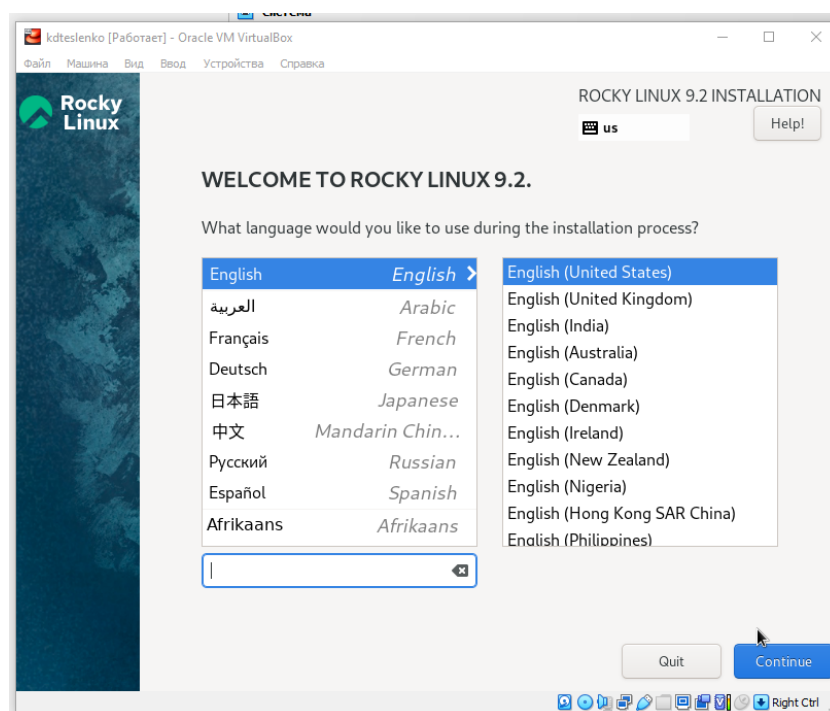 Система
kdteslenko [Работает] - Oracle VM VirtualBox
Файл Машина Вид Ввод Устройства Справка
Rocky
Linux
ROCKY LINUX 9.2 INSTALLATION
us
Help!
WELCOME TO ROCKY LINUX 9.2.
What language would you like to use during the installation process?
English English
العربية Arabic
Français French
Deutsch German
日本語 Japanese
中文 Mandarin Chin...
Русский Russian
Español Spanish
Afrikaans Afrikaans
English (United States)
English (United Kingdom)
English (India)
English (Australia)
English (Canada)
English (Denmark)
English (Ireland)
English (New Zealand)
English (Nigeria)
English (Hong Kong SAR China)
English (Philippines)
Quit
Continue
Right Ctrl